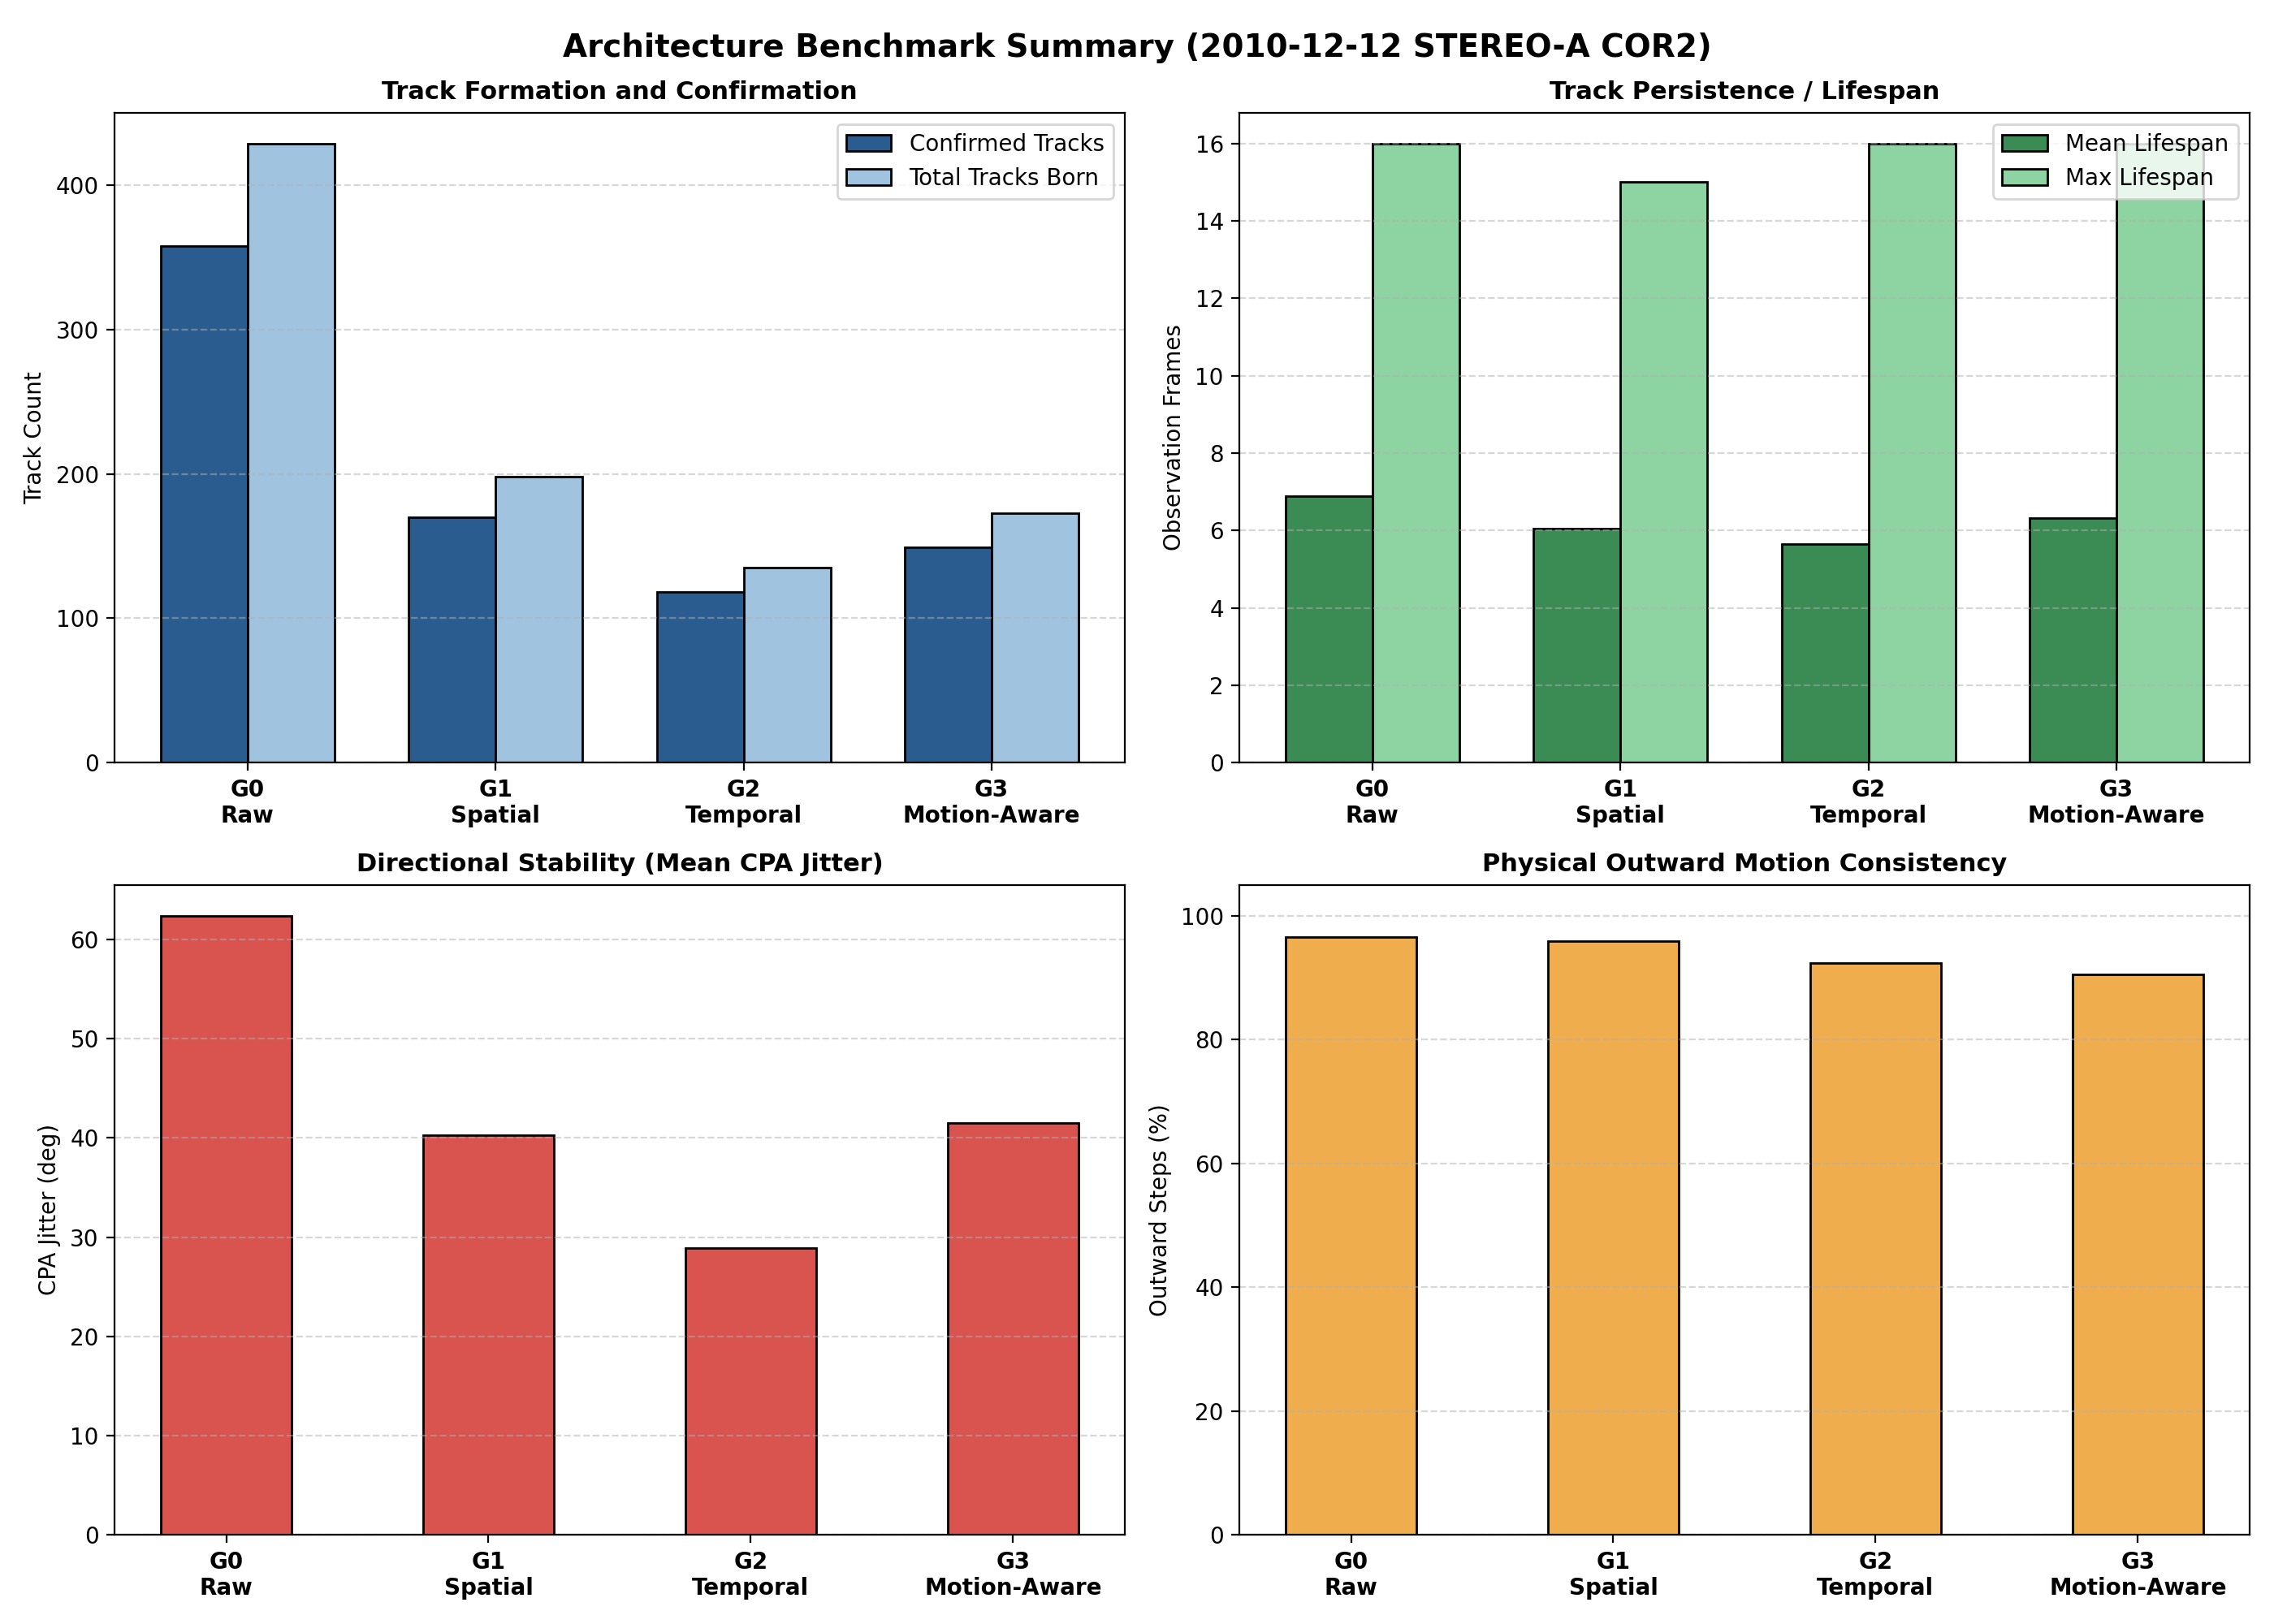 Architecture Benchmark Summary (2010-12-12 STEREO-A COR2)
Track Formation and Confirmation
Track Count
400
300
200
100
0
Confirmed Tracks
Total Tracks Born
G0
Raw
G1
Spatial
G2
Temporal
G3
Motion-Aware
Track Persistence / Lifespan
Observation Frames
16
14
12
10
8
6
4
2
0
Mean Lifespan
Max Lifespan
G0
Raw
G1
Spatial
G2
Temporal
G3
Motion-Aware
Directional Stability (Mean CPA Jitter)
CPA Jitter (deg)
60
50
40
30
20
10
0
G0
Raw
G1
Spatial
G2
Temporal
G3
Motion-Aware
Physical Outward Motion Consistency
Outward Steps (%)
100
80
60
40
20
0
G0
Raw
G1
Spatial
G2
Temporal
G3
Motion-Aware